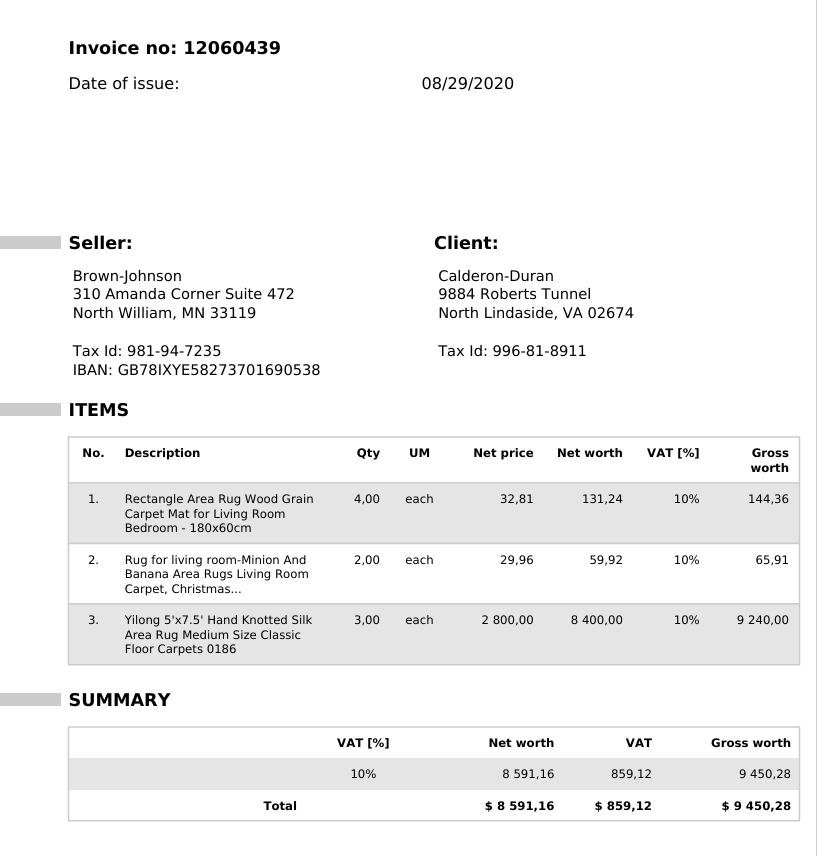 Invoice no: 12060439
Date of issue: 08/29/2020
Seller: Client:
Brown-Johnson Calderon-Duran
310 Amanda Corner Suite 472 9884 Roberts Tunnel
North William, MN 33119 North Lindaside, VA 02674
Tax Id: 981-94-7235 Tax Id: 996-81-8911
IBAN: GB78IXYE58273701690538
ITEMS
No. Description Qty UM Net price Net worth VAT [%] Gross
worth
1. Rectangle Area Rug Wood Grain 4,00 each 32,81 131,24 10% 144,36
Carpet Mat for Living Room
Bedroom - 180x60cm
2. Rug for living room-Minion And 2,00 each 29,96 59,92 10% 65,91
Banana Area Rugs Living Room
Carpet, Christmas...
3. Yilong 5'x7.5' Hand Knotted Silk 3,00 each 2 800,00 8 400,00 10% 9 240,00
Area Rug Medium Size Classic
Floor Carpets 0186
SUMMARY
VAT [%] Net worth VAT Gross worth
10% 8 591,16 859,12 9 450,28
Total $ 8 591,16 $ 859,12 $ 9 450,28